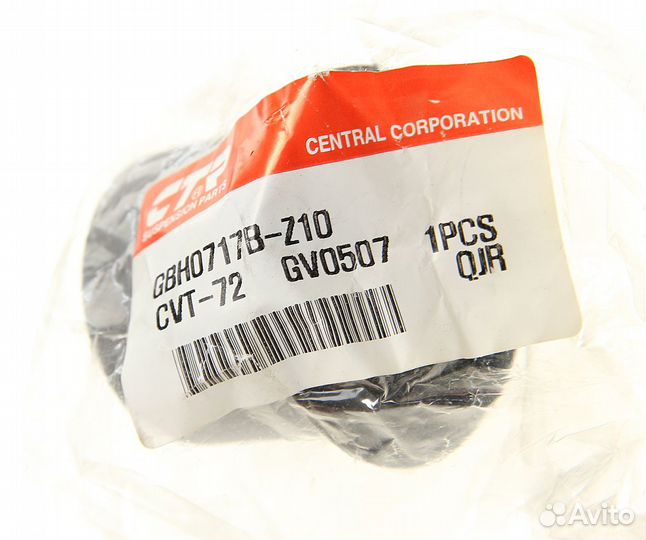 CTR
SUSPENSION PARTS
CENTRAL CORPORATION
GBH0717B-Z10 1PCS
CVT-72 GV0507 QJR
Avito